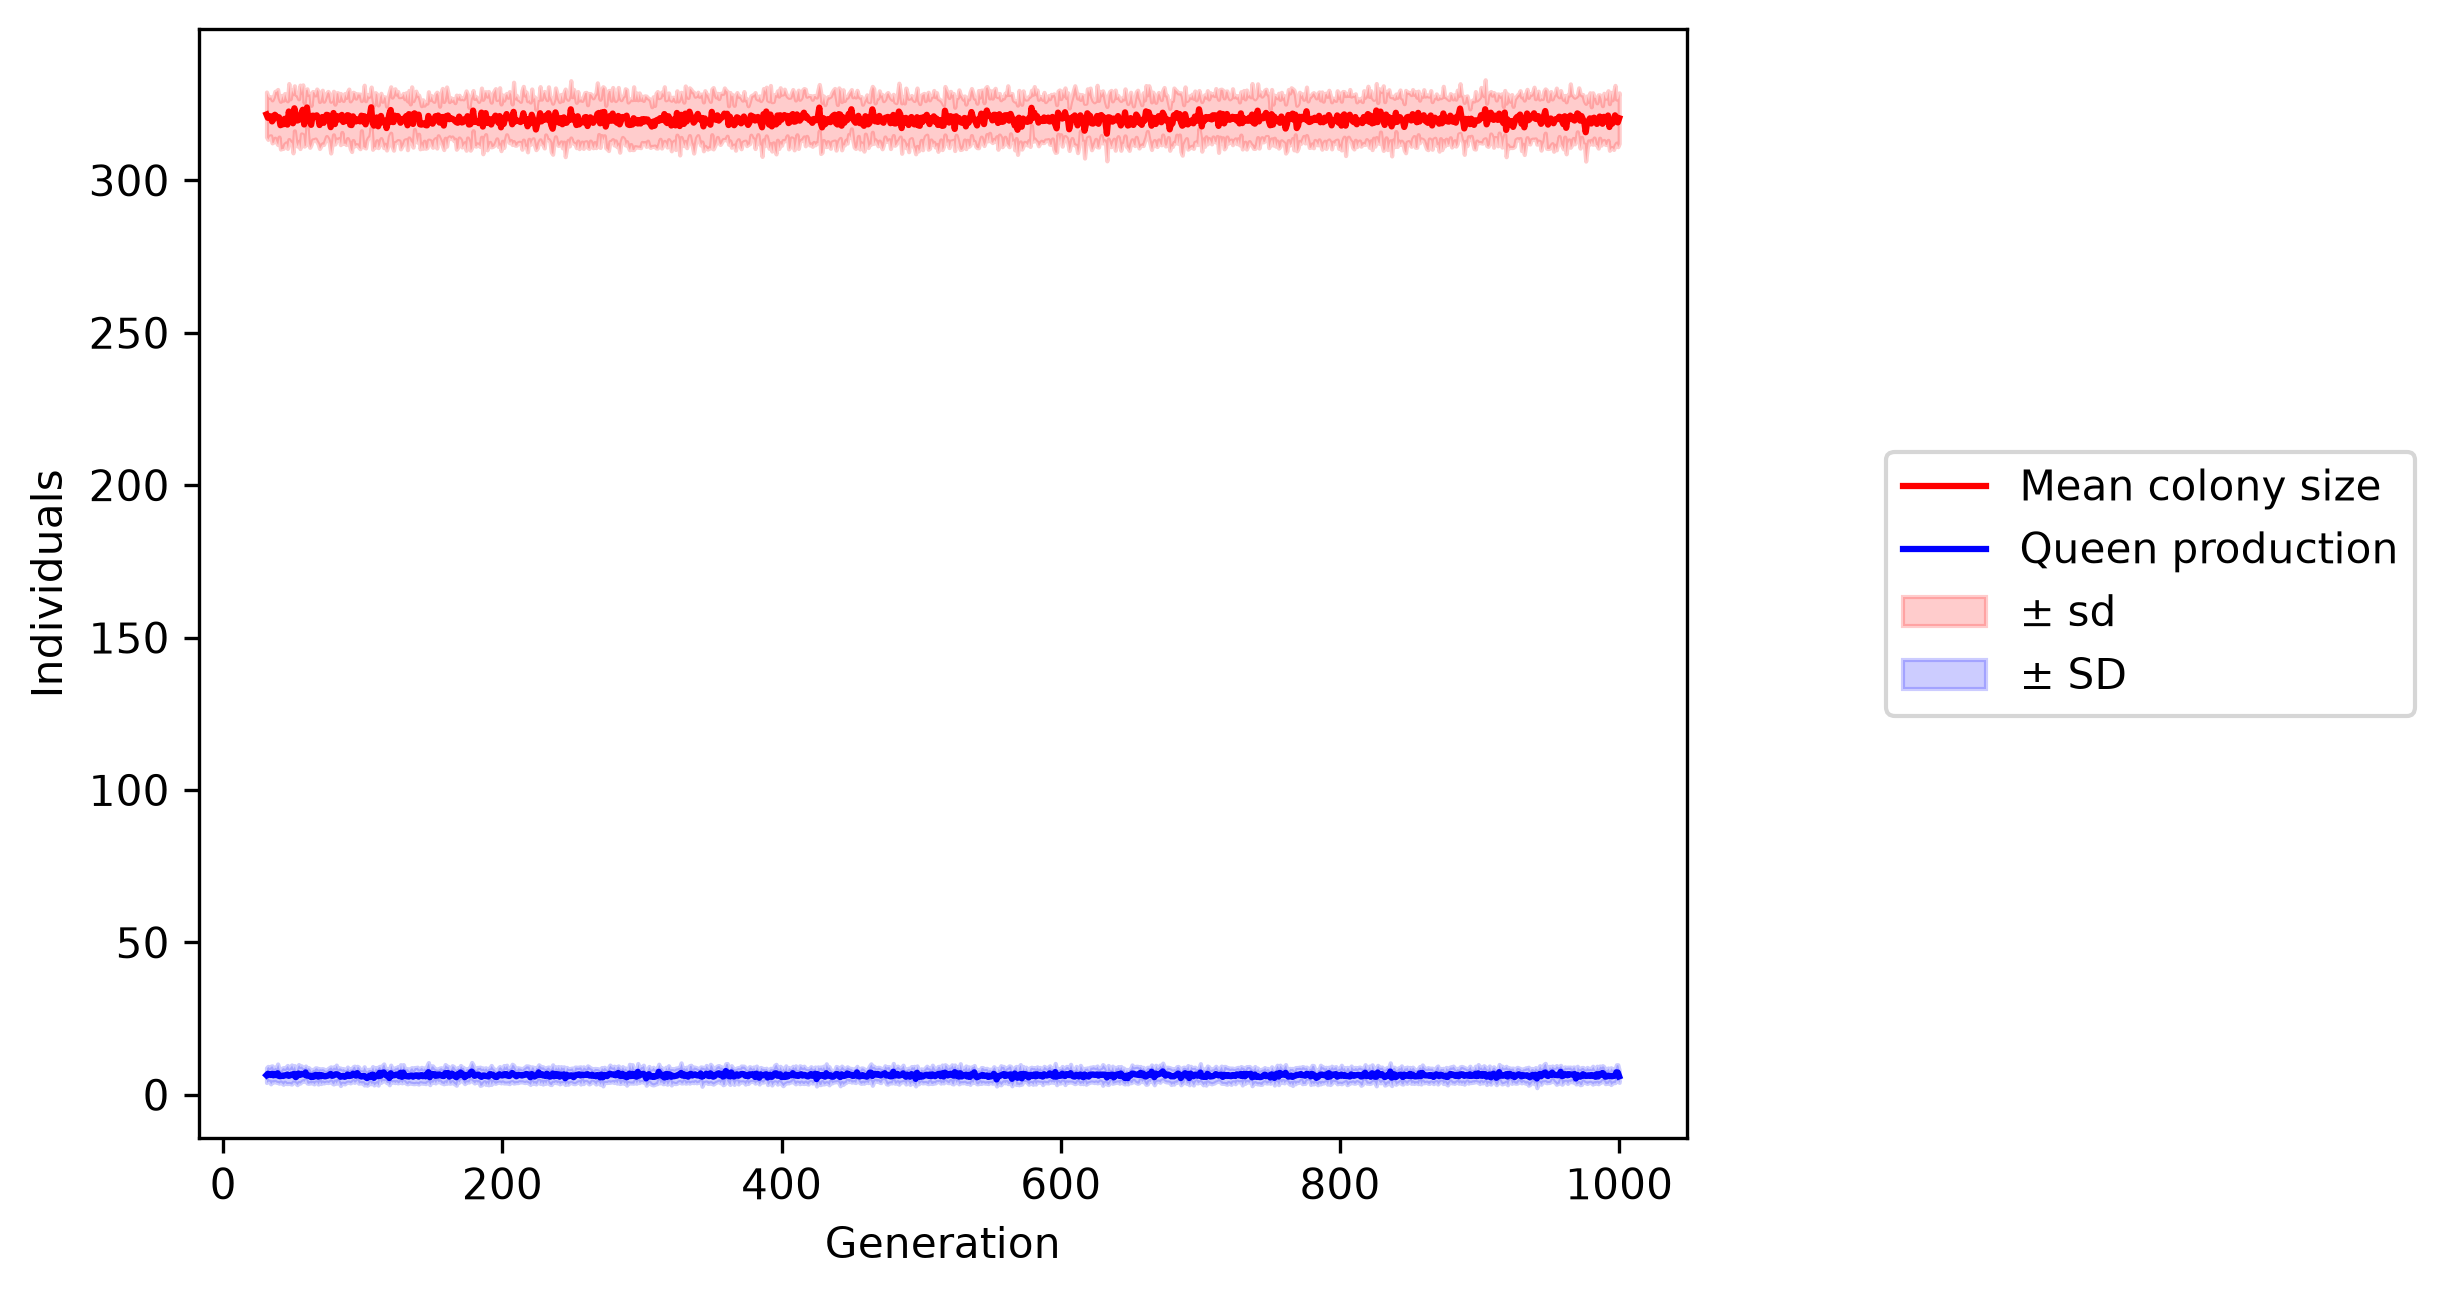 300
250
200
150
100
50
0
Individuals
0 200 400 600 800 1000
Generation
Mean colony size
Queen production
± sd
± SD